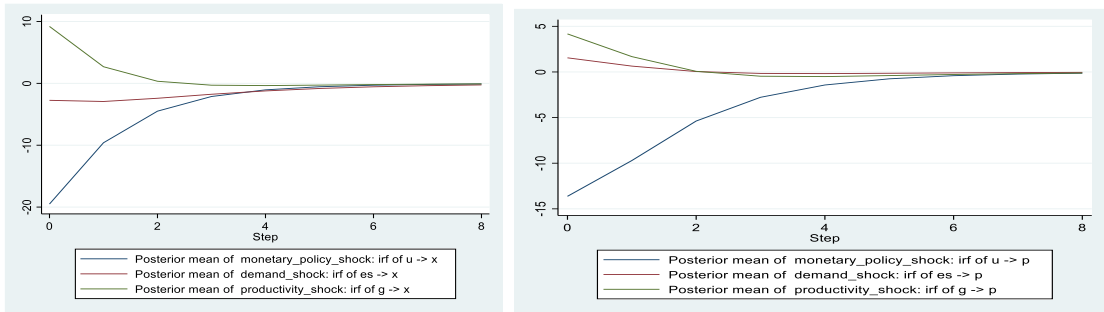 10
0
-10
-20
0 2 4 6 8
Step
Posterior mean of monetary_policy_shock: irf of u -> x
Posterior mean of demand_shock: irf of es -> x
Posterior mean of productivity_shock: irf of g -> x
5
0
-5
-10
-15
0 2 4 6 8
Step
Posterior mean of monetary_policy_shock: irf of u -> p
Posterior mean of demand_shock: irf of es -> p
Posterior mean of productivity_shock: irf of g -> p